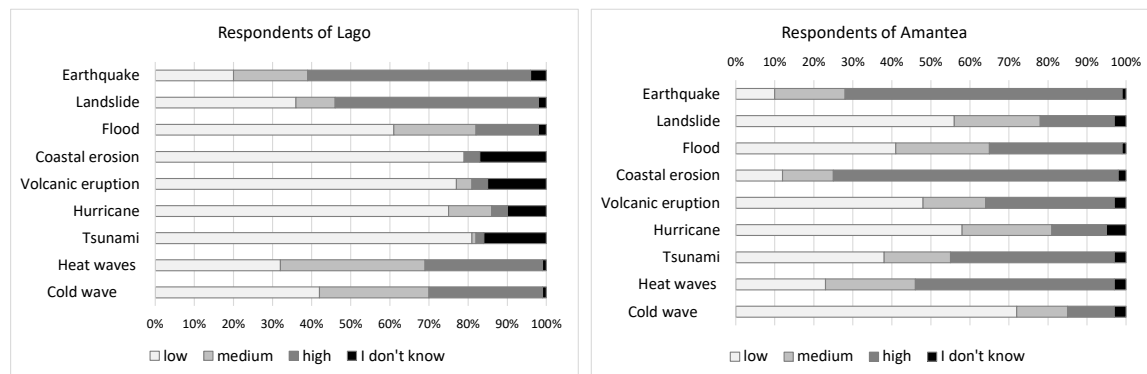 Respondents of Lago
Earthquake
Landslide
Flood
Coastal erosion
Volcanic eruption
Hurricane
Tsunami
Heat waves
Cold wave
0% 10% 20% 30% 40% 50% 60% 70% 80% 90% 100%
low medium high I don't know
Respondents of Amantea
0% 10% 20% 30% 40% 50% 60% 70% 80% 90% 100%
Earthquake
Landslide
Flood
Coastal erosion
Volcanic eruption
Hurricane
Tsunami
Heat waves
Cold wave
low medium high I don't know